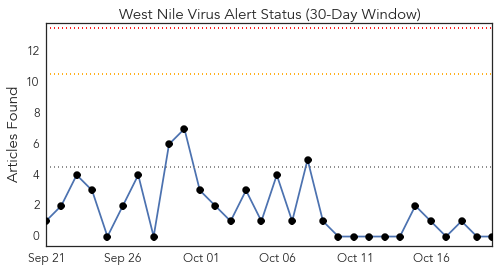 West Nile Virus Alert Status (30-Day Window)
Articles Found
12
10
8
6
4
2
0
Sep 21 Sep 26 Oct 01 Oct 06 Oct 11 Oct 16